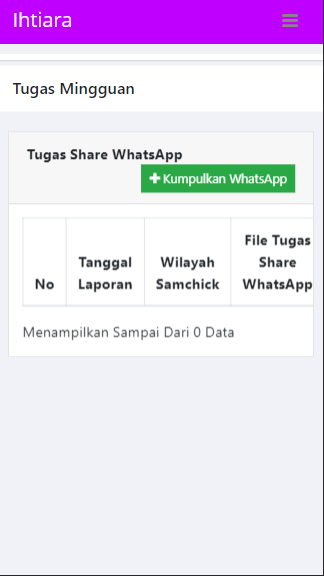 Ihtiara
Tugas Mingguan
Tugas Share WhatsApp
Kumpulkan WhatsApp
No
Tanggal
Laporan
Wilayah
Samchick
File Tugas
Share
WhatsApp
Menampilkan Sampai Dari 0 Data